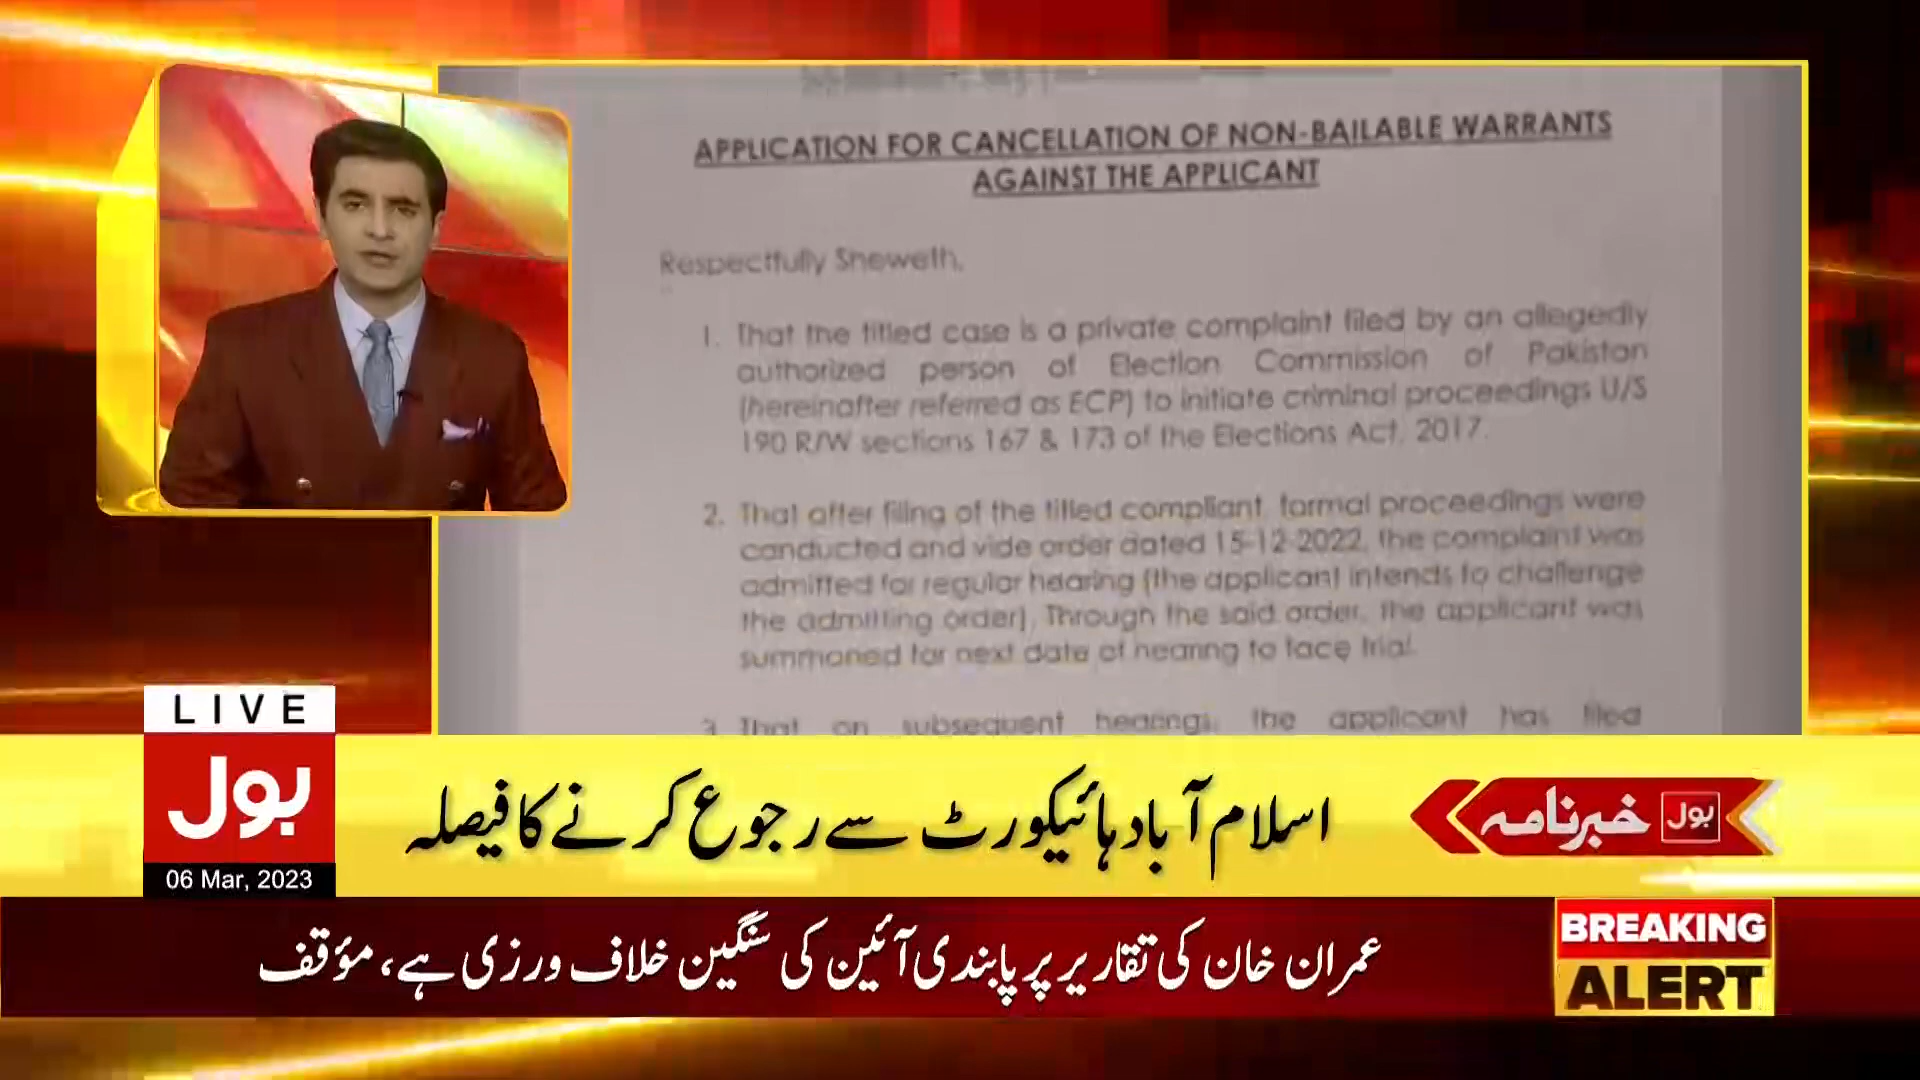 APPLICATION FOR CANCELLATION OF NON-BAILABLE WARRANTS
AGAINST THE APPLICANT
Respectfully Sheweth,
1. That the titled case is a private complaint filed by an allegedly
authorized person of Election Commission of Pakistan
(hereinafter referred as ECP) to initiate criminal proceedings U/S
190 R/W sections 167 & 173 of the Elections Act, 2017.
2. That after filing of the titled compliant, formal proceedings were
conducted and vide order dated 15-12-2022, the complaint was
admitted for regular hearing (the applicant intends to challenge
the admitting order). Through the said order, the applicant was
summoned for next date of hearing to face trial.
3. That on subsequent hearings, the applicant has filed
LIVE
بول
06 Mar, 2023
بول خبرنامہ
اسلام آباد ہائیکورٹ سے رجوع کرنے کا فیصلہ
BREAKING
ALERT
عمران خان کی تقاریر پر پابندی آئین کی سنگین خلاف ورزی ہے، مؤقف